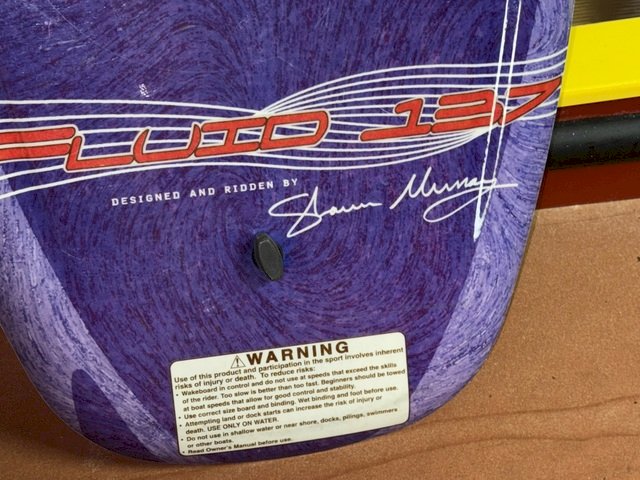 FLUID 137
DESIGNED AND RIDDEN BY Shaun Murray
⚠WARNING
Use of this product and participation in the sport involves inherent
risks of injury or death. To reduce risks:
• Wakeboard in control and do not use at speeds that exceed the skills
of the rider. Too slow is better than too fast. Beginners should be towed
at boat speeds that allow for good control and stability.
• Use correct size board and binding. Wet binding and foot before use.
• Attempting land or dock starts can increase the risk of injury or
death. USE ONLY ON WATER.
• Do not use in shallow water or near shore, docks, pilings, swimmers
or other boats.
• Read Owner's Manual before use.